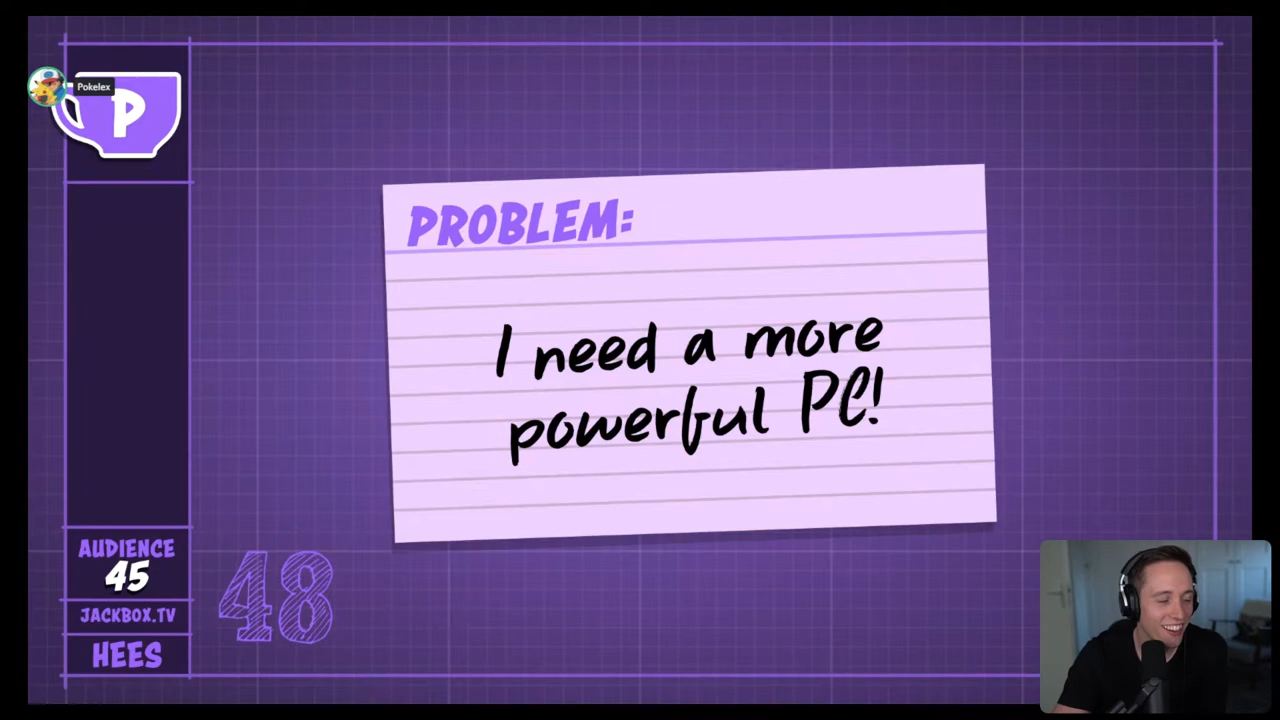 Pokelex
P
PROBLEM:
I need a more
powerful PC!
AUDIENCE
45
JACKBOX.TV
HEES
48